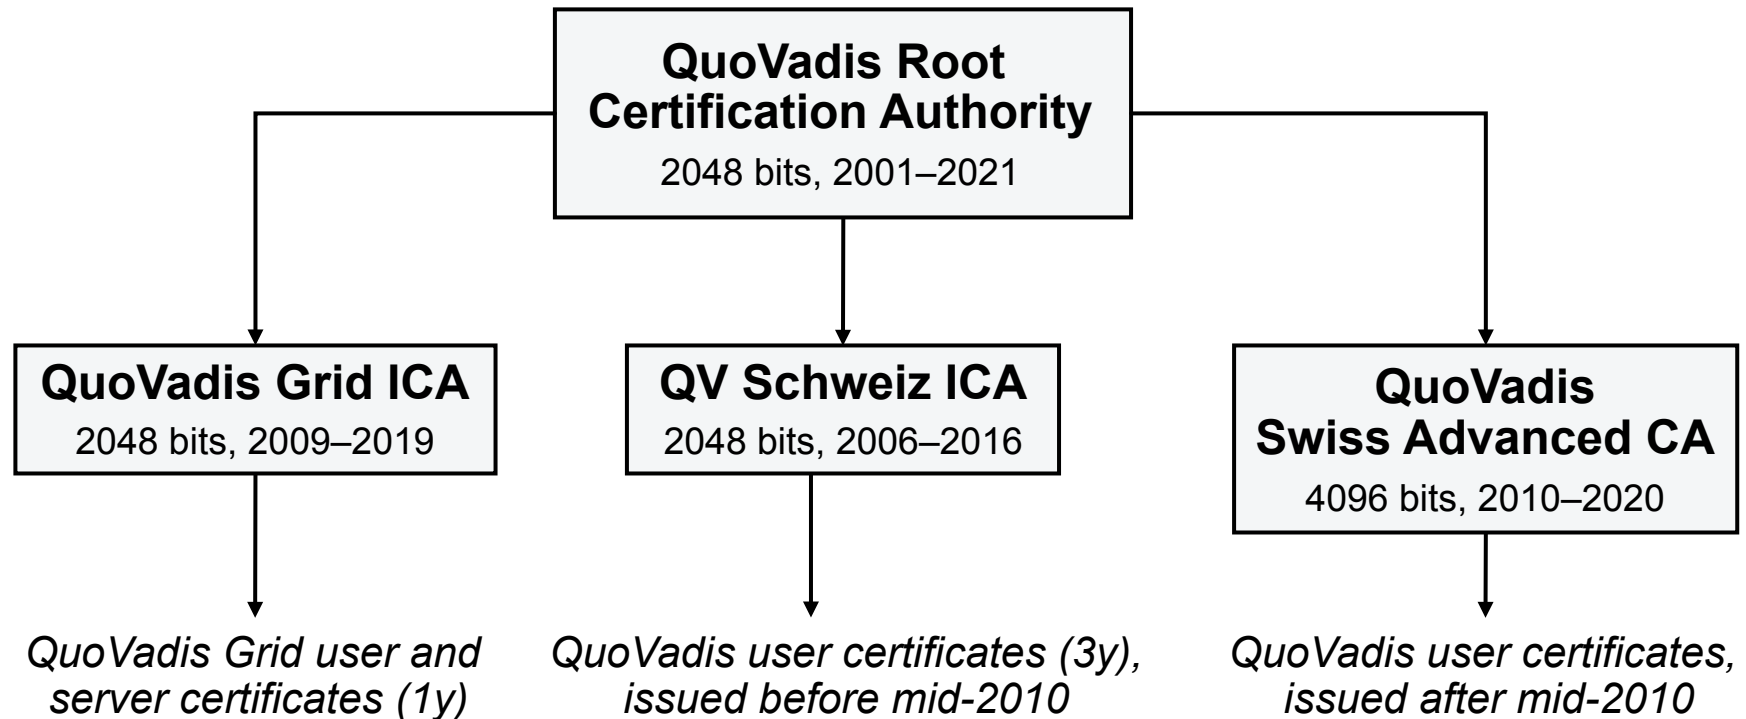 QuoVadis Root
Certification Authority
2048 bits, 2001–2021
QuoVadis Grid ICA
2048 bits, 2009–2019
QV Schweiz ICA
2048 bits, 2006–2016
QuoVadis
Swiss Advanced CA
4096 bits, 2010–2020
QuoVadis Grid user and
server certificates (1y)
QuoVadis user certificates (3y),
issued before mid-2010
QuoVadis user certificates,
issued after mid-2010